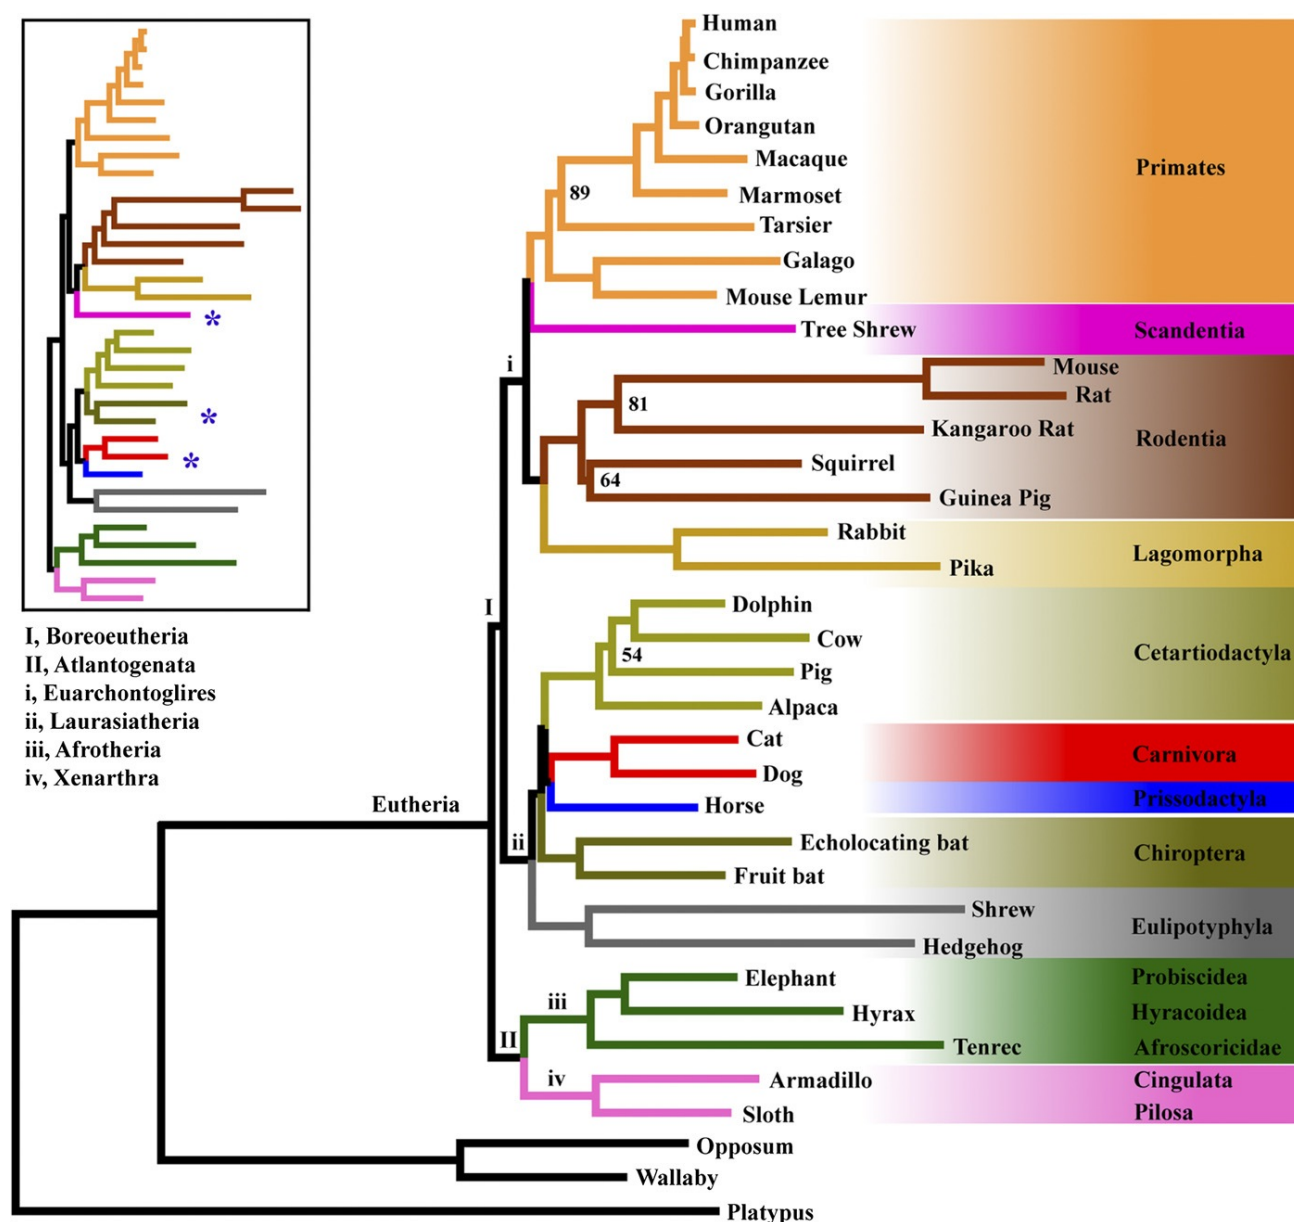 Human
Chimpanzee
Gorilla
Orangutan
Macaque
Marmoset
Tarsier
Galago
Mouse Lemur
Primates
89
Tree Shrew
Scandentia
*
i
Mouse
Rat
Kangaroo Rat
Squirrel
Guinea Pig
Rodentia
81
64
Rabbit
Pika
Lagomorpha
*
*
I
I, Boreoeutheria
II, Atlantogenata
i, Euarchontoglires
ii, Laurasiatheria
iii, Afrotheria
iv, Xenarthra
Dolphin
Cow
Pig
Alpaca
Cetartiodactyla
54
Cat
Dog
Carnivora
Horse
Prissodactyla
Eutheria
ii
Echolocating bat
Fruit bat
Chiroptera
Shrew
Hedgehog
Eulipotyphyla
Elephant
Probiscidea
iii
Hyrax
Hyracoidea
II
Tenrec
Afroscoricidae
iv
Armadillo
Cingulata
Sloth
Pilosa
Opposum
Wallaby
Platypus